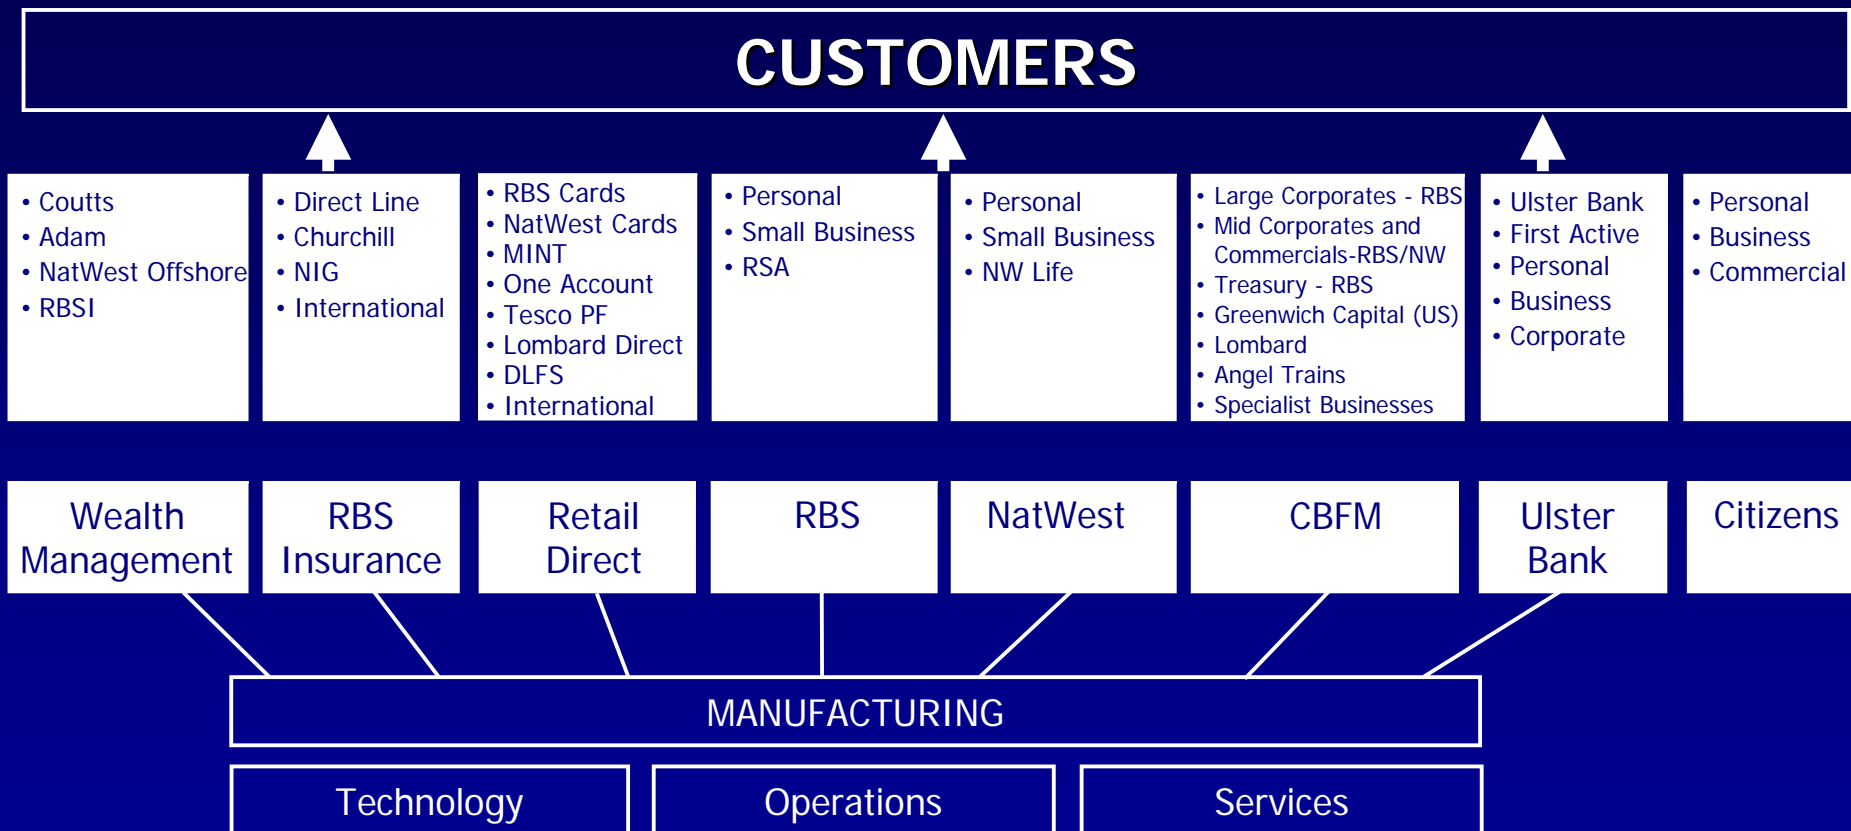 CUSTOMERS
• Coutts
• Adam
• NatWest Offshore
• RBSI
• Direct Line
• Churchill
• NIG
• International
• RBS Cards
• NatWest Cards
• MINT
• One Account
• Tesco PF
• Lombard Direct
• DLFS
• International
• Personal
• Small Business
• RSA
• Personal
• Small Business
• NW Life
• Large Corporates - RBS
• Mid Corporates and
Commercials-RBS/NW
• Treasury - RBS
• Greenwich Capital (US)
• Lombard
• Angel Trains
• Specialist Businesses
• Ulster Bank
• First Active
• Personal
• Business
• Corporate
• Personal
• Business
• Commercial
Wealth
Management
RBS
Insurance
Retail
Direct
RBS
NatWest
CBFM
Ulster
Bank
Citizens
MANUFACTURING
Technology
Operations
Services